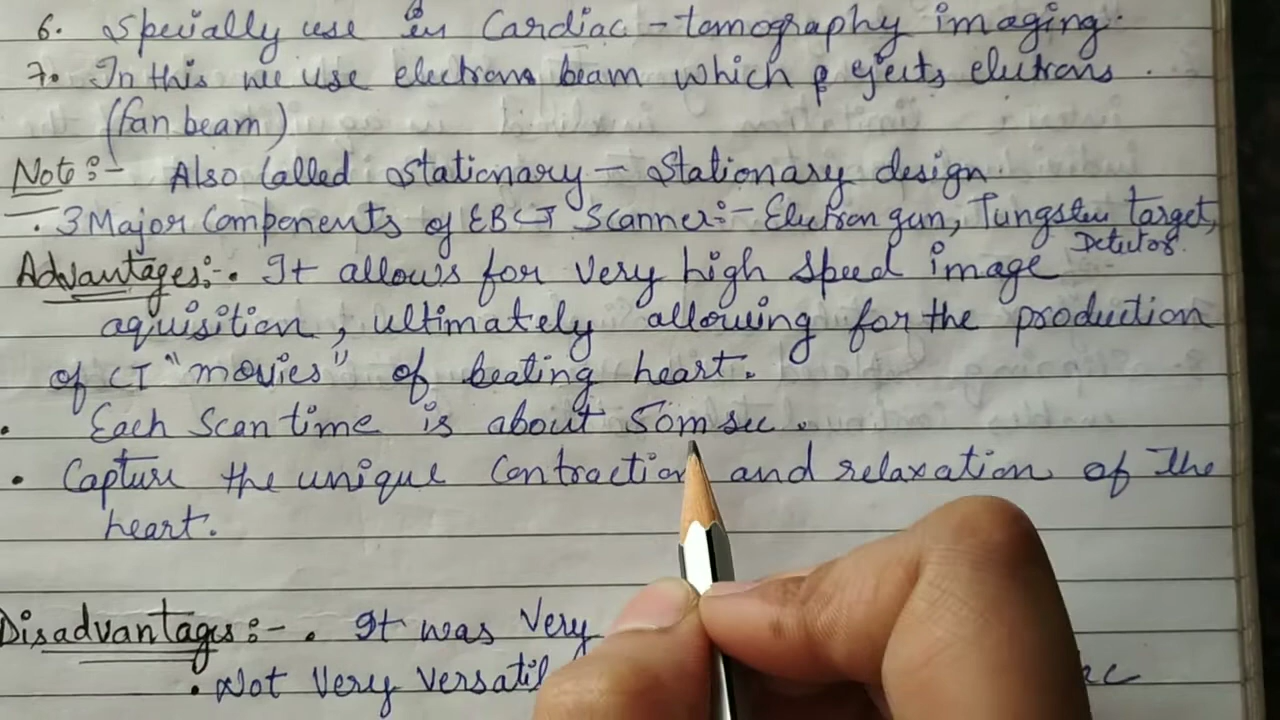 6. Specially use in Cardiac - tomography imaging.
7. In this we use electrons beam which ejects electrons.
(fan beam)
Note:- Also Called Stationary - Stationary design.
. 3 Major Components of EBCT Scanner:- Electron gun, Tungsten target,
Detectos.
Advantages:- . It allows for very high speed image
aquisition, ultimately allowing for the production
of CT "movies" of beating heart.
. Each Scan time is about 50m sec.
. Capture the unique Contraction and relaxation of the
heart.
Disadvantages:- . It was Very
. Not Very Versatil